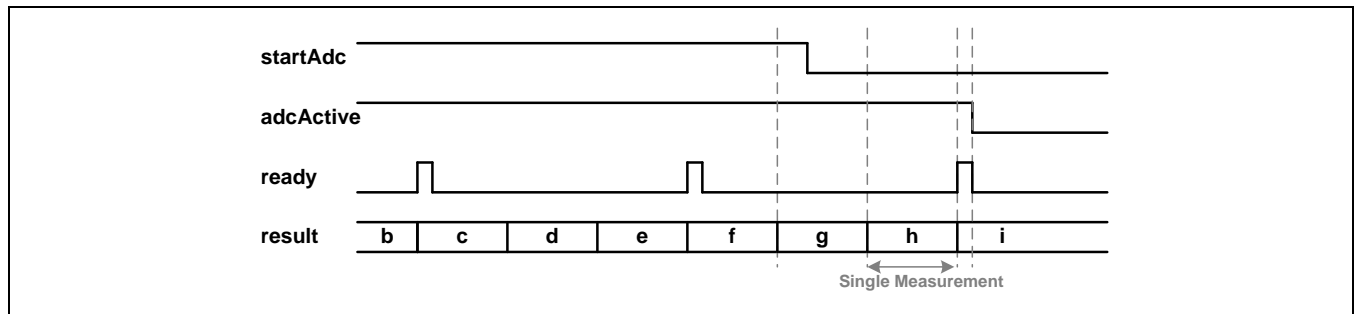 startAdc
adcActive
ready
result b c d e f g h i
Single Measurement